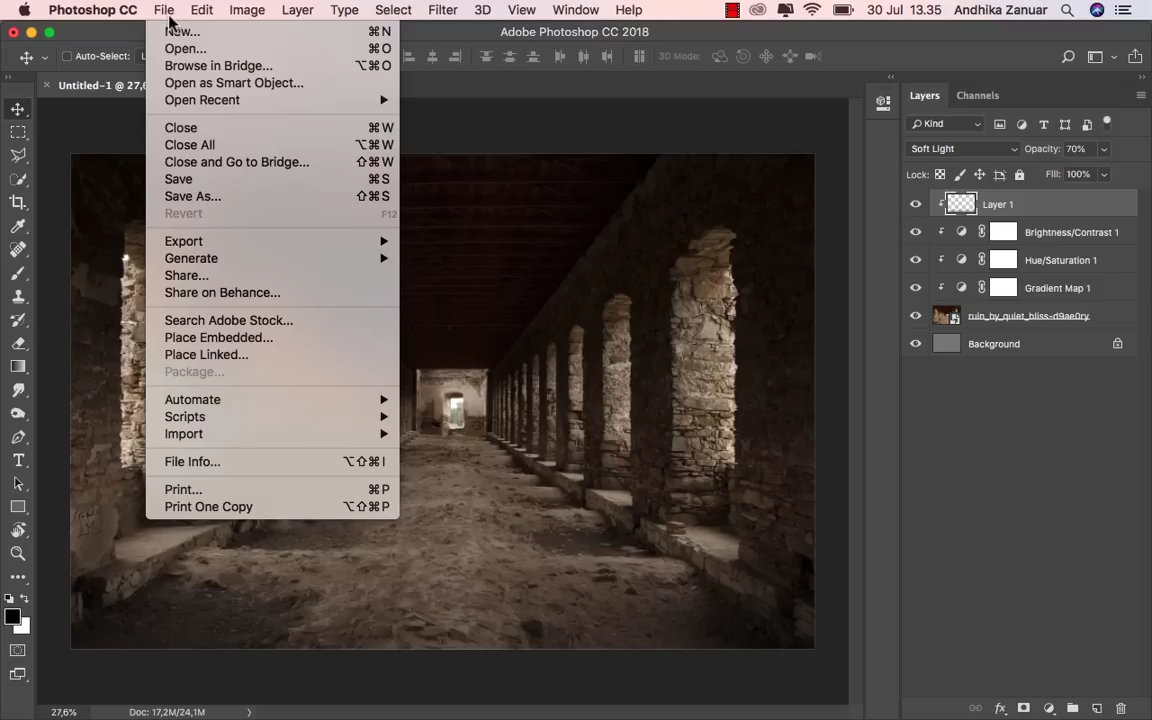 Photoshop CC File Edit Image Layer Type Select Filter 3D View Window Help 30 Jul 13.35 Andhika Zanuar
Adobe Photoshop CC 2018
Auto-Select: 3D Mode:
Untitled-1 @ 27,6
New... ⌘N
Open... ⌘O
Browse in Bridge... ⌥⌘O
Open as Smart Object...
Open Recent
Close ⌘W
Close All ⌥⌘W
Close and Go to Bridge... ⇧⌘W
Save ⌘S
Save As... ⇧⌘S
Revert F12
Export
Generate
Share...
Share on Behance...
Search Adobe Stock...
Place Embedded...
Place Linked...
Package...
Automate
Scripts
Import
File Info... ⌥⇧⌘I
Print... ⌘P
Print One Copy ⌥⇧⌘P
Layers Channels
Kind
Soft Light Opacity: 70%
Lock: Fill: 100%
Layer 1
Brightness/Contrast 1
Hue/Saturation 1
Gradient Map 1
ruin_by_quiet_bliss-d9ae0ry
Background
27,6% Doc: 17,2M/24,1M